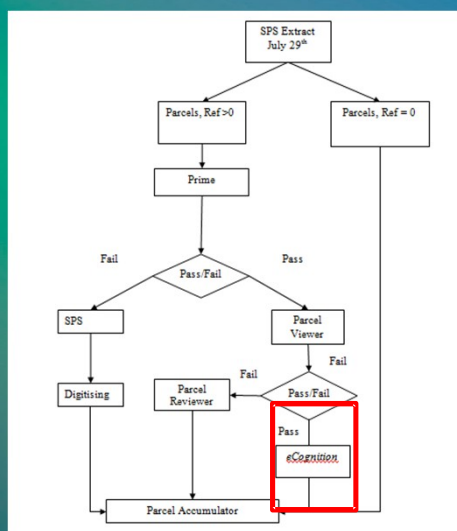 SPS Extract
July 29th
Parcels, Ref >0
Parcels, Ref = 0
Prime
Fail
Pass/Fail
Pass
SPS
Parcel
Viewer
Fail
Digitising
Parcel
Reviewer
Fail
Pass/Fail
Pass
eCognition
Parcel Accumulator